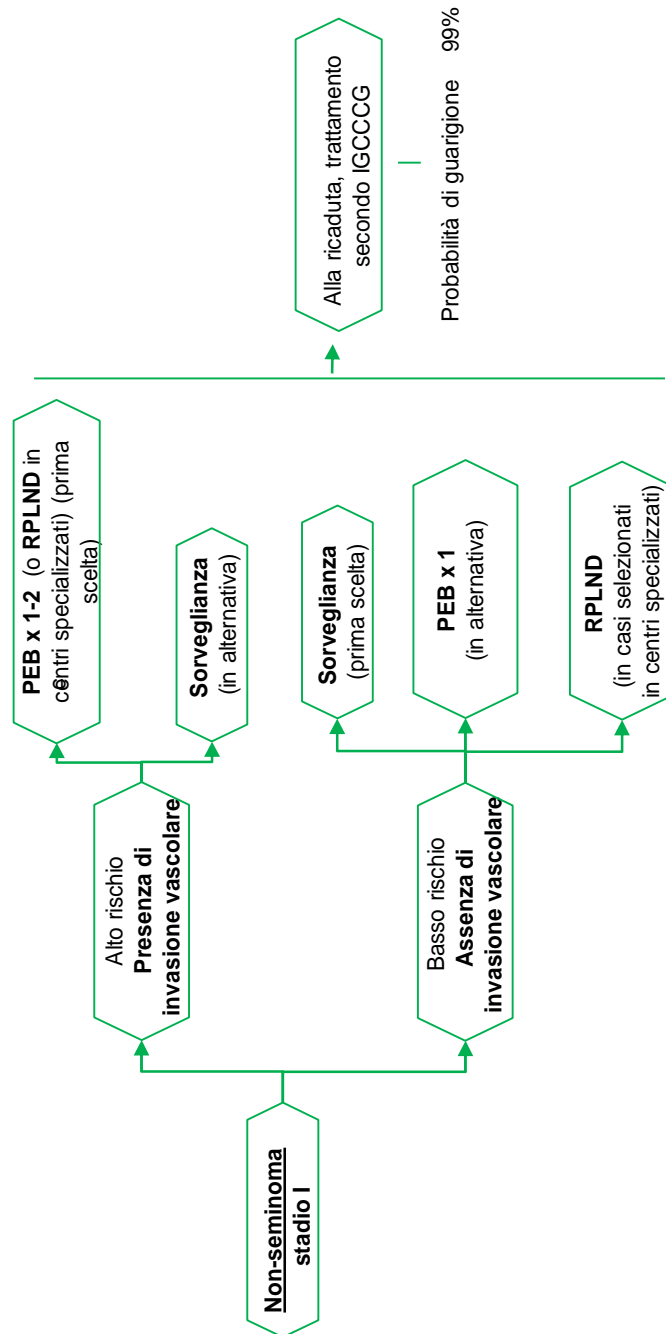 Non-seminoma
stadio I
Alto rischio
Presenza di
invasione vascolare
Basso rischio
Assenza di
invasione vascolare
PEB x 1-2 (o RPLND in
centri specializzati) (prima
scelta)
Sorveglianza
(in alternativa)
Sorveglianza
(prima scelta)
PEB x 1
(in alternativa)
RPLND
(in casi selezionati
in centri specializzati)
Alla ricaduta, trattamento
secondo IGCCCG
Probabilità di guarigione 99%